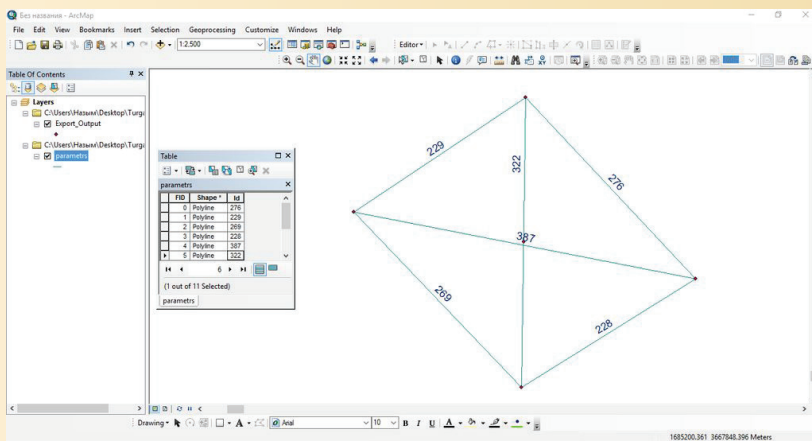 Без названия - ArcMap
File Edit View Bookmarks Insert Selection Geoprocessing Customize Windows Help
1:2.500
Editor
Table Of Contents
Layers
C:\Users\Назым\Desktop\Turga
Export_Output
C:\Users\Назым\Desktop\Turga
parametrs
Table
parametrs
FID Shape * Id
0 Polyline 276
1 Polyline 229
2 Polyline 269
3 Polyline 228
4 Polyline 387
5 Polyline 322
6
(1 out of 11 Selected)
parametrs
229
322
276
387
269
228
Drawing
Arial
10
B I U A
1685200.361 3667848.396 Meters